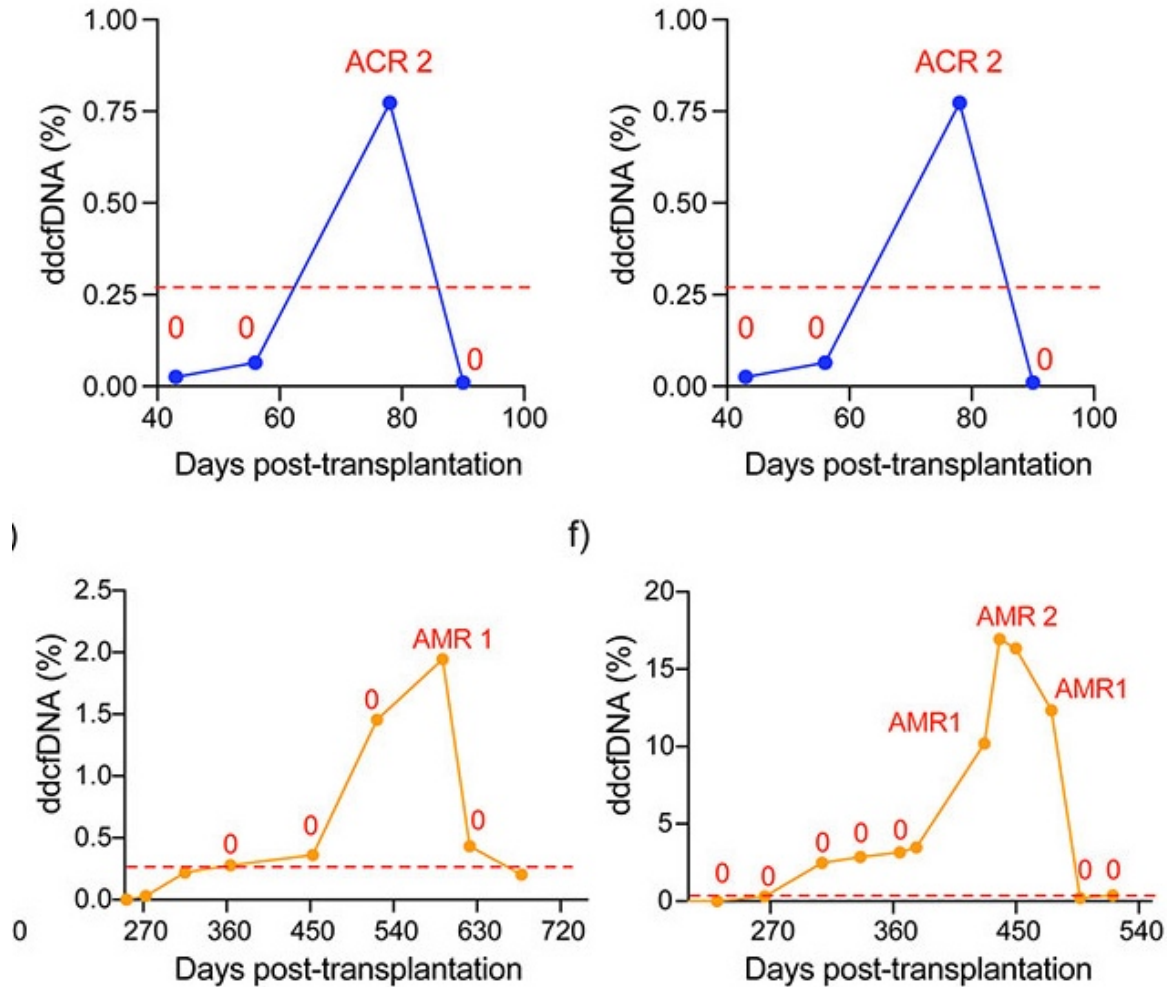 1.00
ACR 2
0.75
ddcfDNA (%)
0.50
0.25
0 0
0
0.00
40 60 80 100
Days post-transplantation
1.00
ACR 2
0.75
ddcfDNA (%)
0.50
0.25
0 0
0
0.00
40 60 80 100
Days post-transplantation
)
2.5
AMR 1
2.0
0
1.5
ddcfDNA (%)
1.0
0
0.5
0 0
0.0
0 270 360 450 540 630 720
Days post-transplantation
f)
20
AMR 2
15
AMR1
AMR1
ddcfDNA (%)
10
5
0 0 0
0 0 0 0
0
270 360 450 540
Days post-transplantation